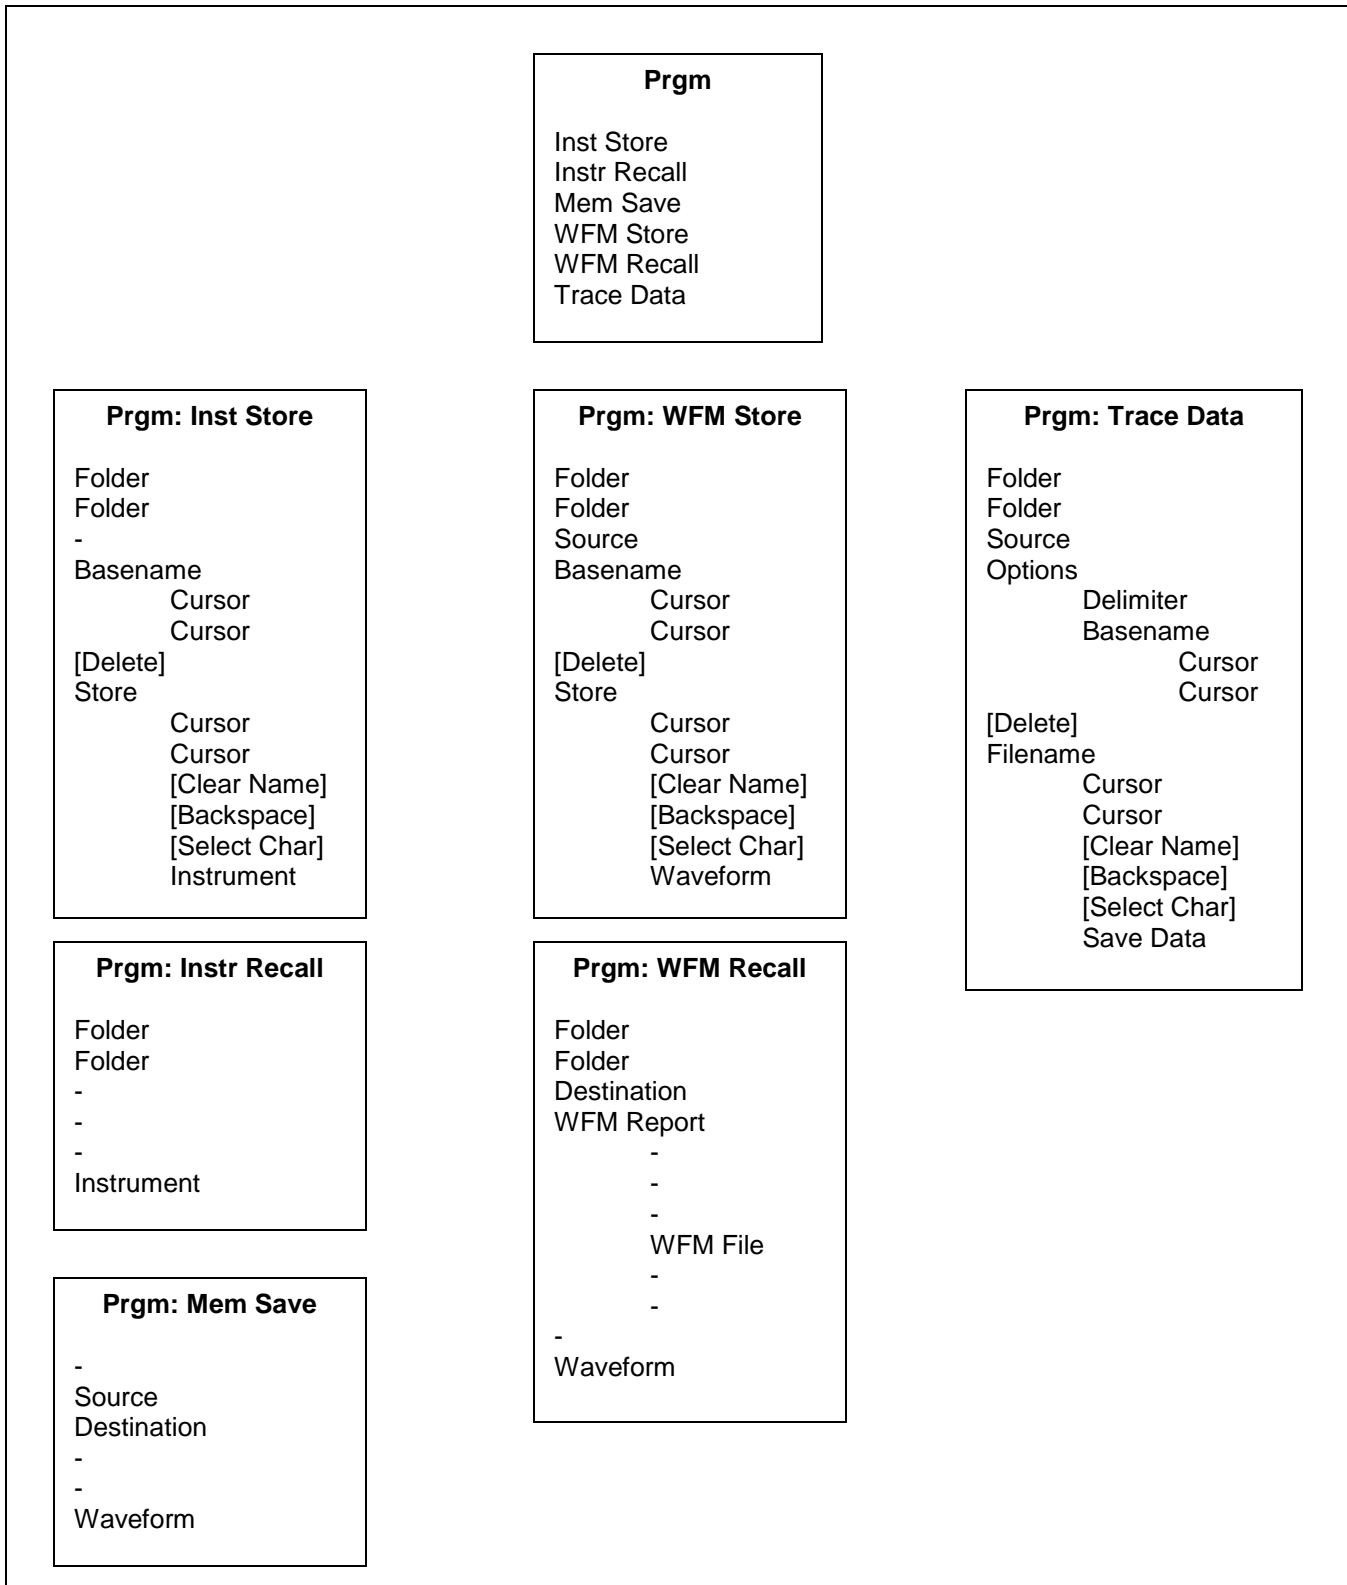 Prgm
Inst Store
Instr Recall
Mem Save
WFM Store
WFM Recall
Trace Data
Prgm: Inst Store
Folder
Folder
-
Basename
Cursor
Cursor
[Delete]
Store
Cursor
Cursor
[Clear Name]
[Backspace]
[Select Char]
Instrument
Prgm: Instr Recall
Folder
Folder
-
-
-
Instrument
Prgm: Mem Save
-
Source
Destination
-
-
Waveform
Prgm: WFM Store
Folder
Folder
Source
Basename
Cursor
Cursor
[Delete]
Store
Cursor
Cursor
[Clear Name]
[Backspace]
[Select Char]
Waveform
Prgm: WFM Recall
Folder
Folder
Destination
WFM Report
-
-
-
WFM File
-
-
-
Waveform
Prgm: Trace Data
Folder
Folder
Source
Options
Delimiter
Basename
Cursor
Cursor
[Delete]
Filename
Cursor
Cursor
[Clear Name]
[Backspace]
[Select Char]
Save Data